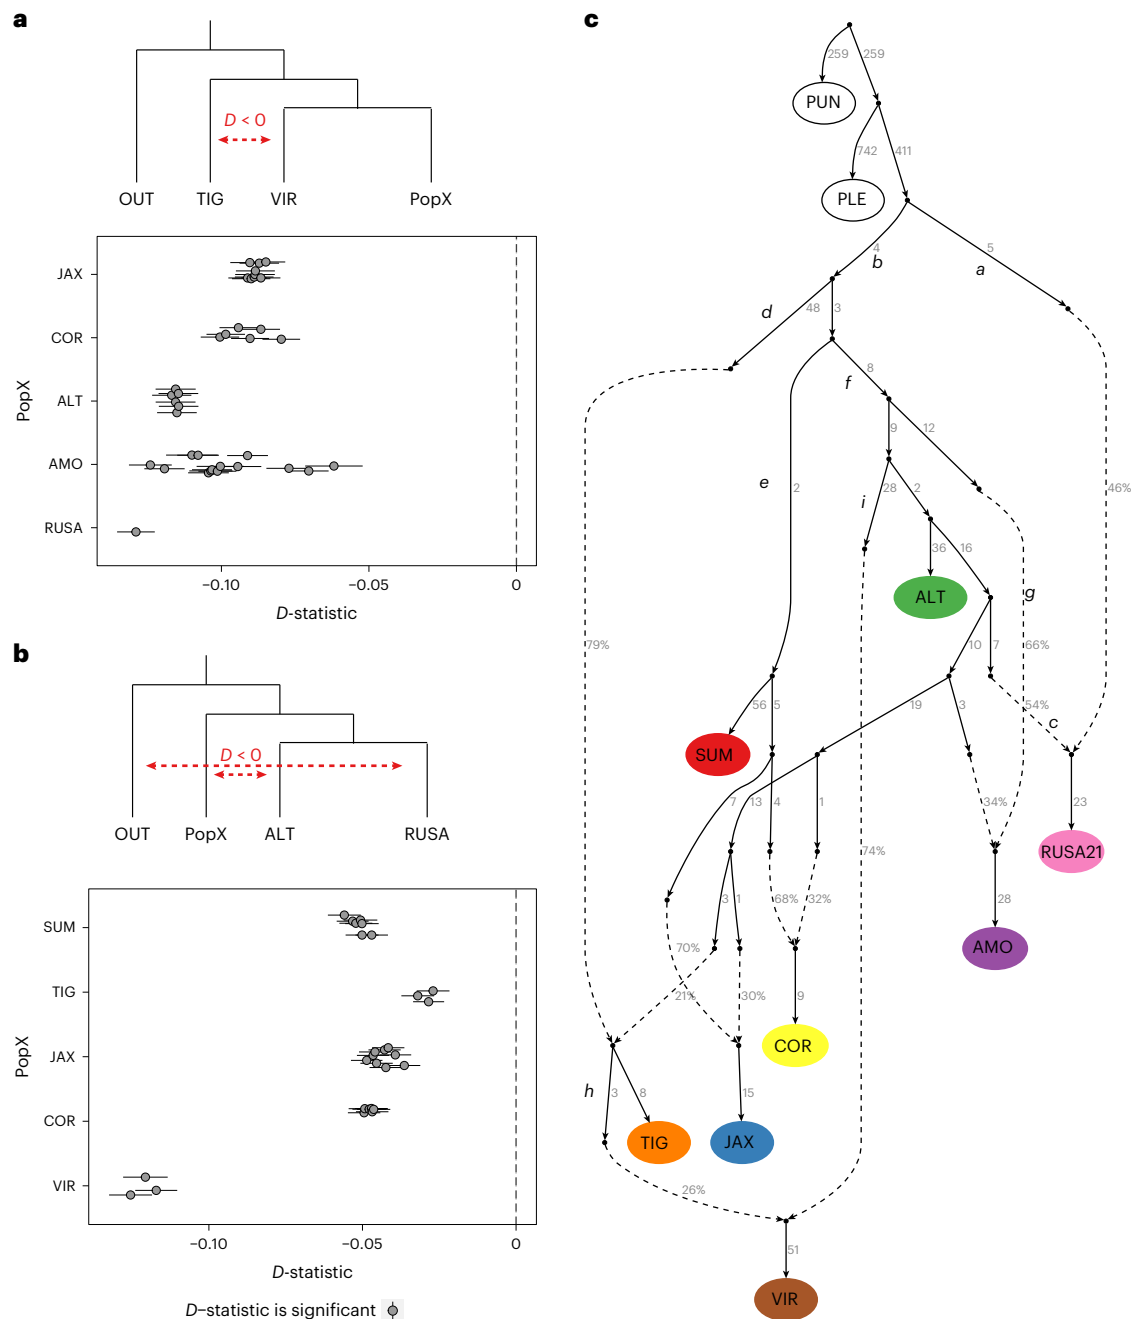 a
D < 0
OUT TIG VIR PopX
PopX
JAX
COR
ALT
AMO
RUSA
−0.10 −0.05 0
D-statistic
b
D < 0
OUT PopX ALT RUSA
PopX
SUM
TIG
JAX
COR
VIR
−0.10 −0.05 0
D-statistic
D−statistic is significant
c
259 259
PUN
742 411
PLE
4 5
b a
d 48 3
f 8
9 12
e 2 i 28 2 46%
36 16
ALT g
79% 10 7 66%
56 5 19 3 54%
c
SUM
7 13 4 1 34% 23
74% RUSA21
3 1 68% 32% 28
70% AMO
21% 30% 9
COR
h 3 8 15
TIG JAX
26%
51
VIR